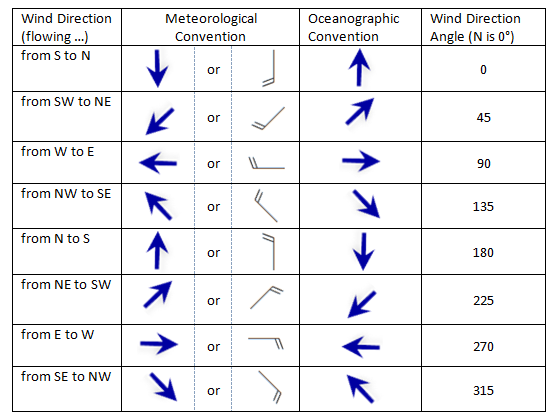 Wind Direction
(flowing …)
Meteorological
Convention
Oceanographic
Convention
Wind Direction
Angle (N is 0°)
from S to N
or
0
from SW to NE
or
45
from W to E
or
90
from NW to SE
or
135
from N to S
or
180
from NE to SW
or
225
from E to W
or
270
from SE to NW
or
315